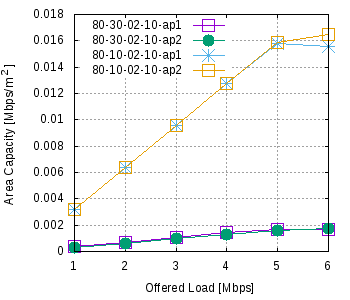 0.018
0.016
0.014
0.012
0.01
0.008
0.006
0.004
0.002
0
80-30-02-10-ap1
80-30-02-10-ap2
80-10-02-10-ap1
80-10-02-10-ap2
Area Capacity [Mbps/m²]
1 2 3 4 5 6
Offered Load [Mbps]